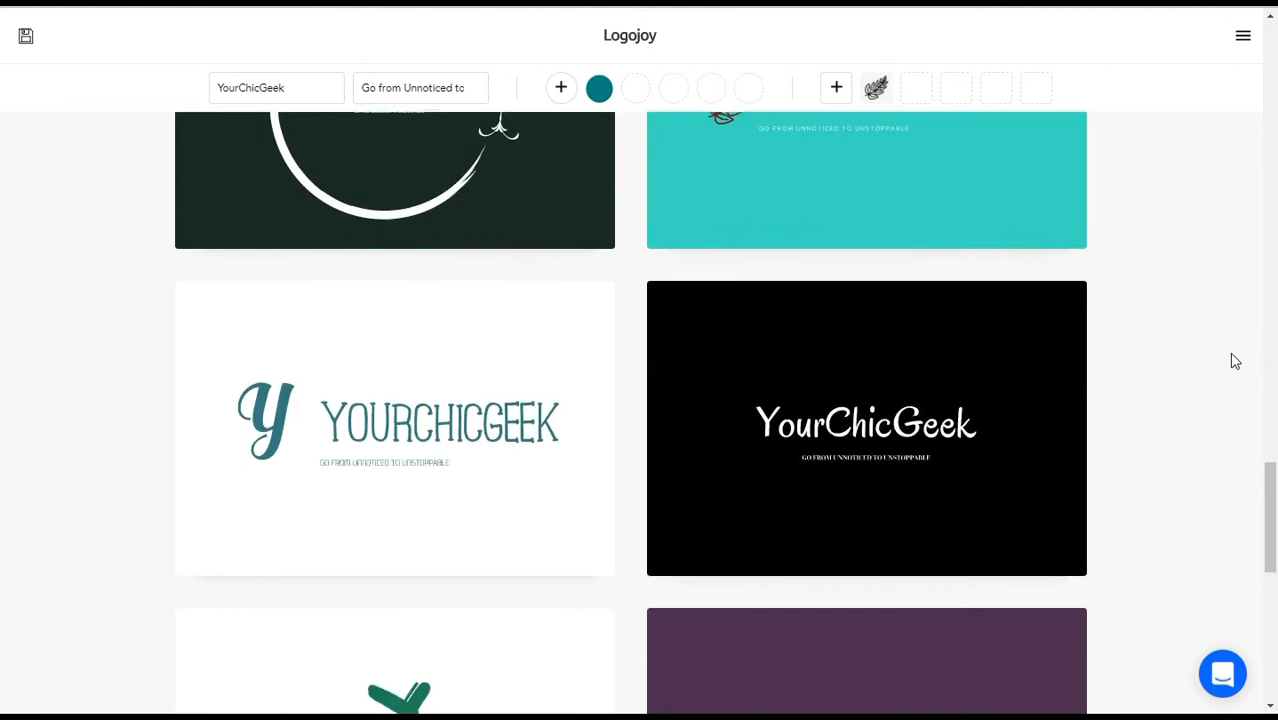 Logojoy
YourChicGeek
Go from Unnoticed to
GO FROM UNNOTICED TO UNSTOPPABLE
Y YOURCHICGEEK
GO FROM UNNOTICED TO UNSTOPPABLE
YourChicGeek
GO FROM UNNOTICED TO UNSTOPPABLE